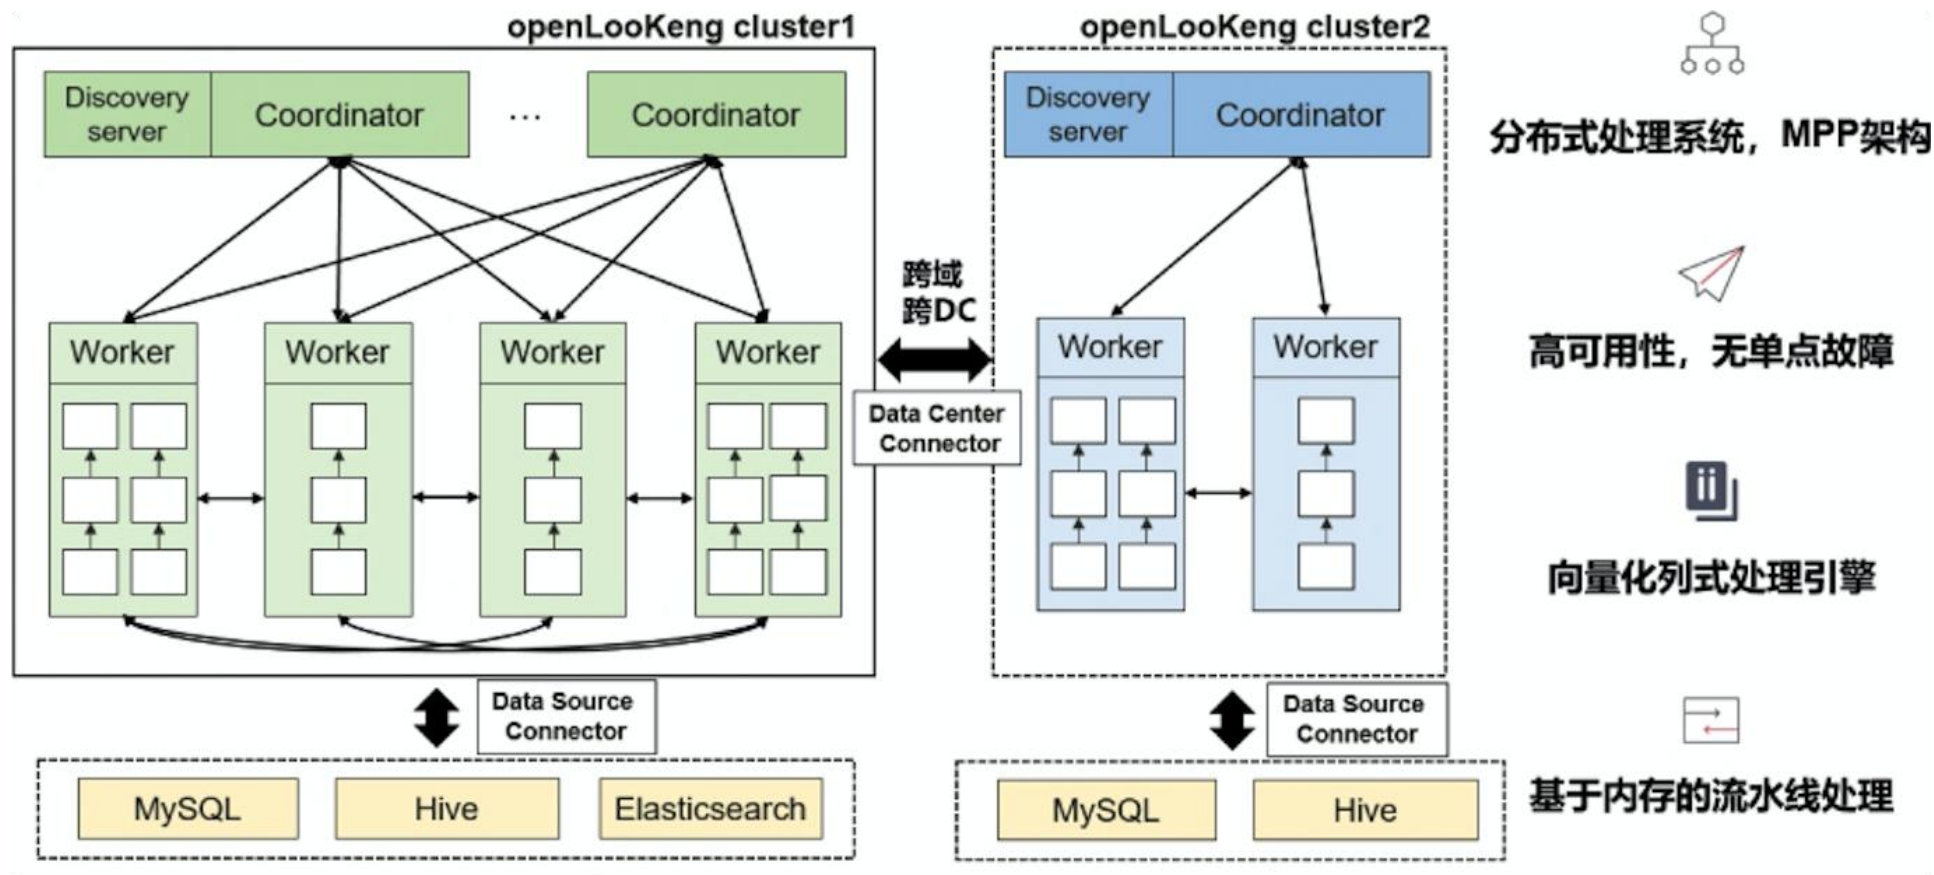 openLooKeng cluster1
Discovery
server
Coordinator
...
Coordinator
Worker
Worker
Worker
Worker
跨域
跨DC
Data Center
Connector
openLooKeng cluster2
Discovery
server
Coordinator
Worker
Worker
Data Source
Connector
MySQL
Hive
Elasticsearch
Data Source
Connector
MySQL
Hive
分布式处理系统，MPP架构
高可用性，无单点故障
向量化列式处理引擎
基于内存的流水线处理